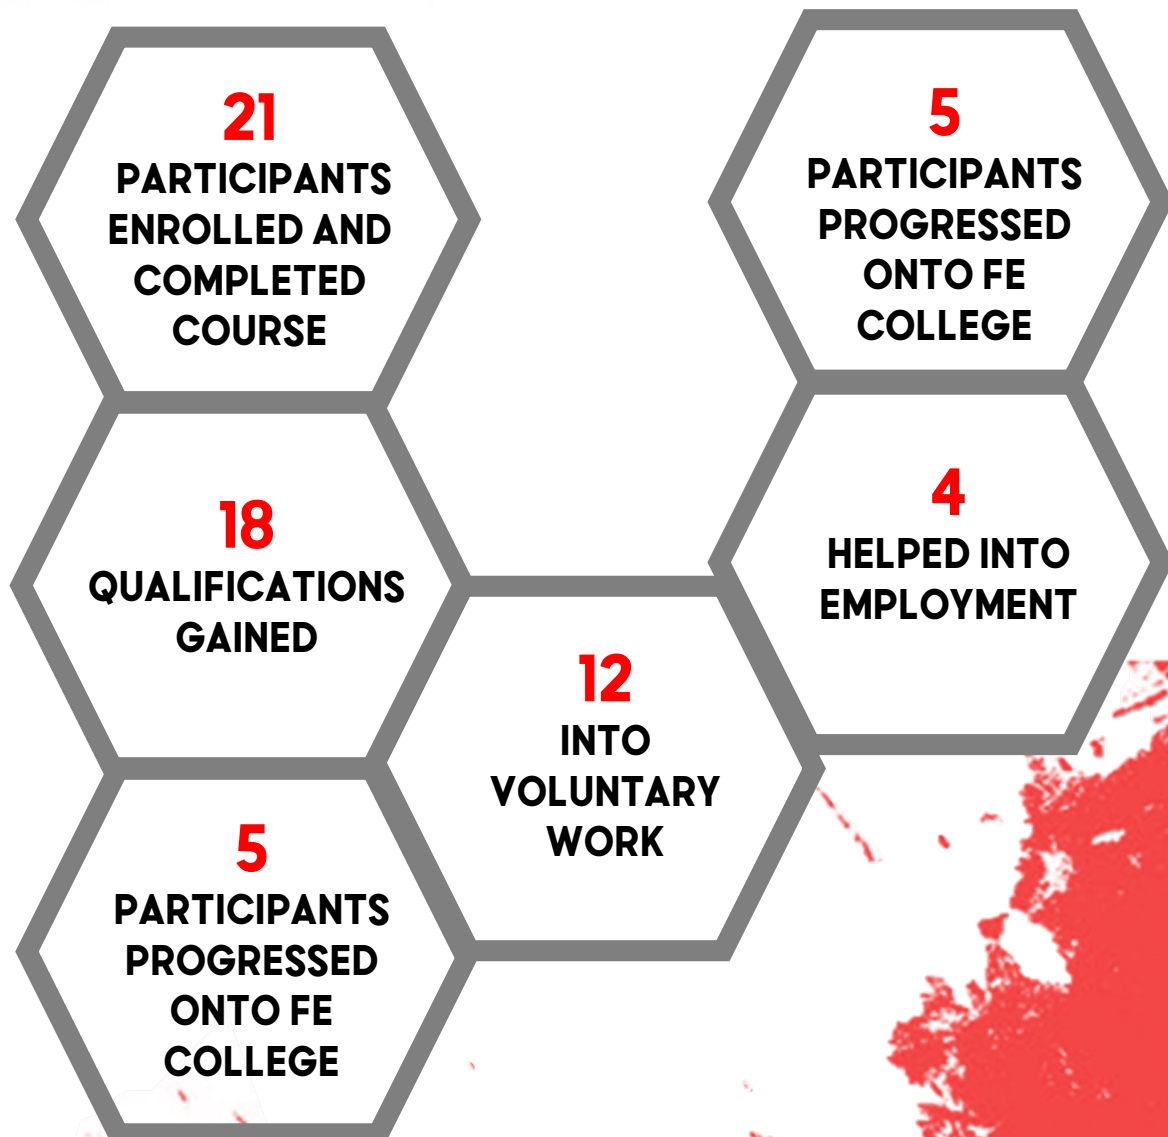 21
PARTICIPANTS
ENROLLED AND
COMPLETED
COURSE
18
QUALIFICATIONS
GAINED
5
PARTICIPANTS
PROGRESSED
ONTO FE
COLLEGE
12
INTO
VOLUNTARY
WORK
5
PARTICIPANTS
PROGRESSED
ONTO FE
COLLEGE
4
HELPED INTO
EMPLOYMENT